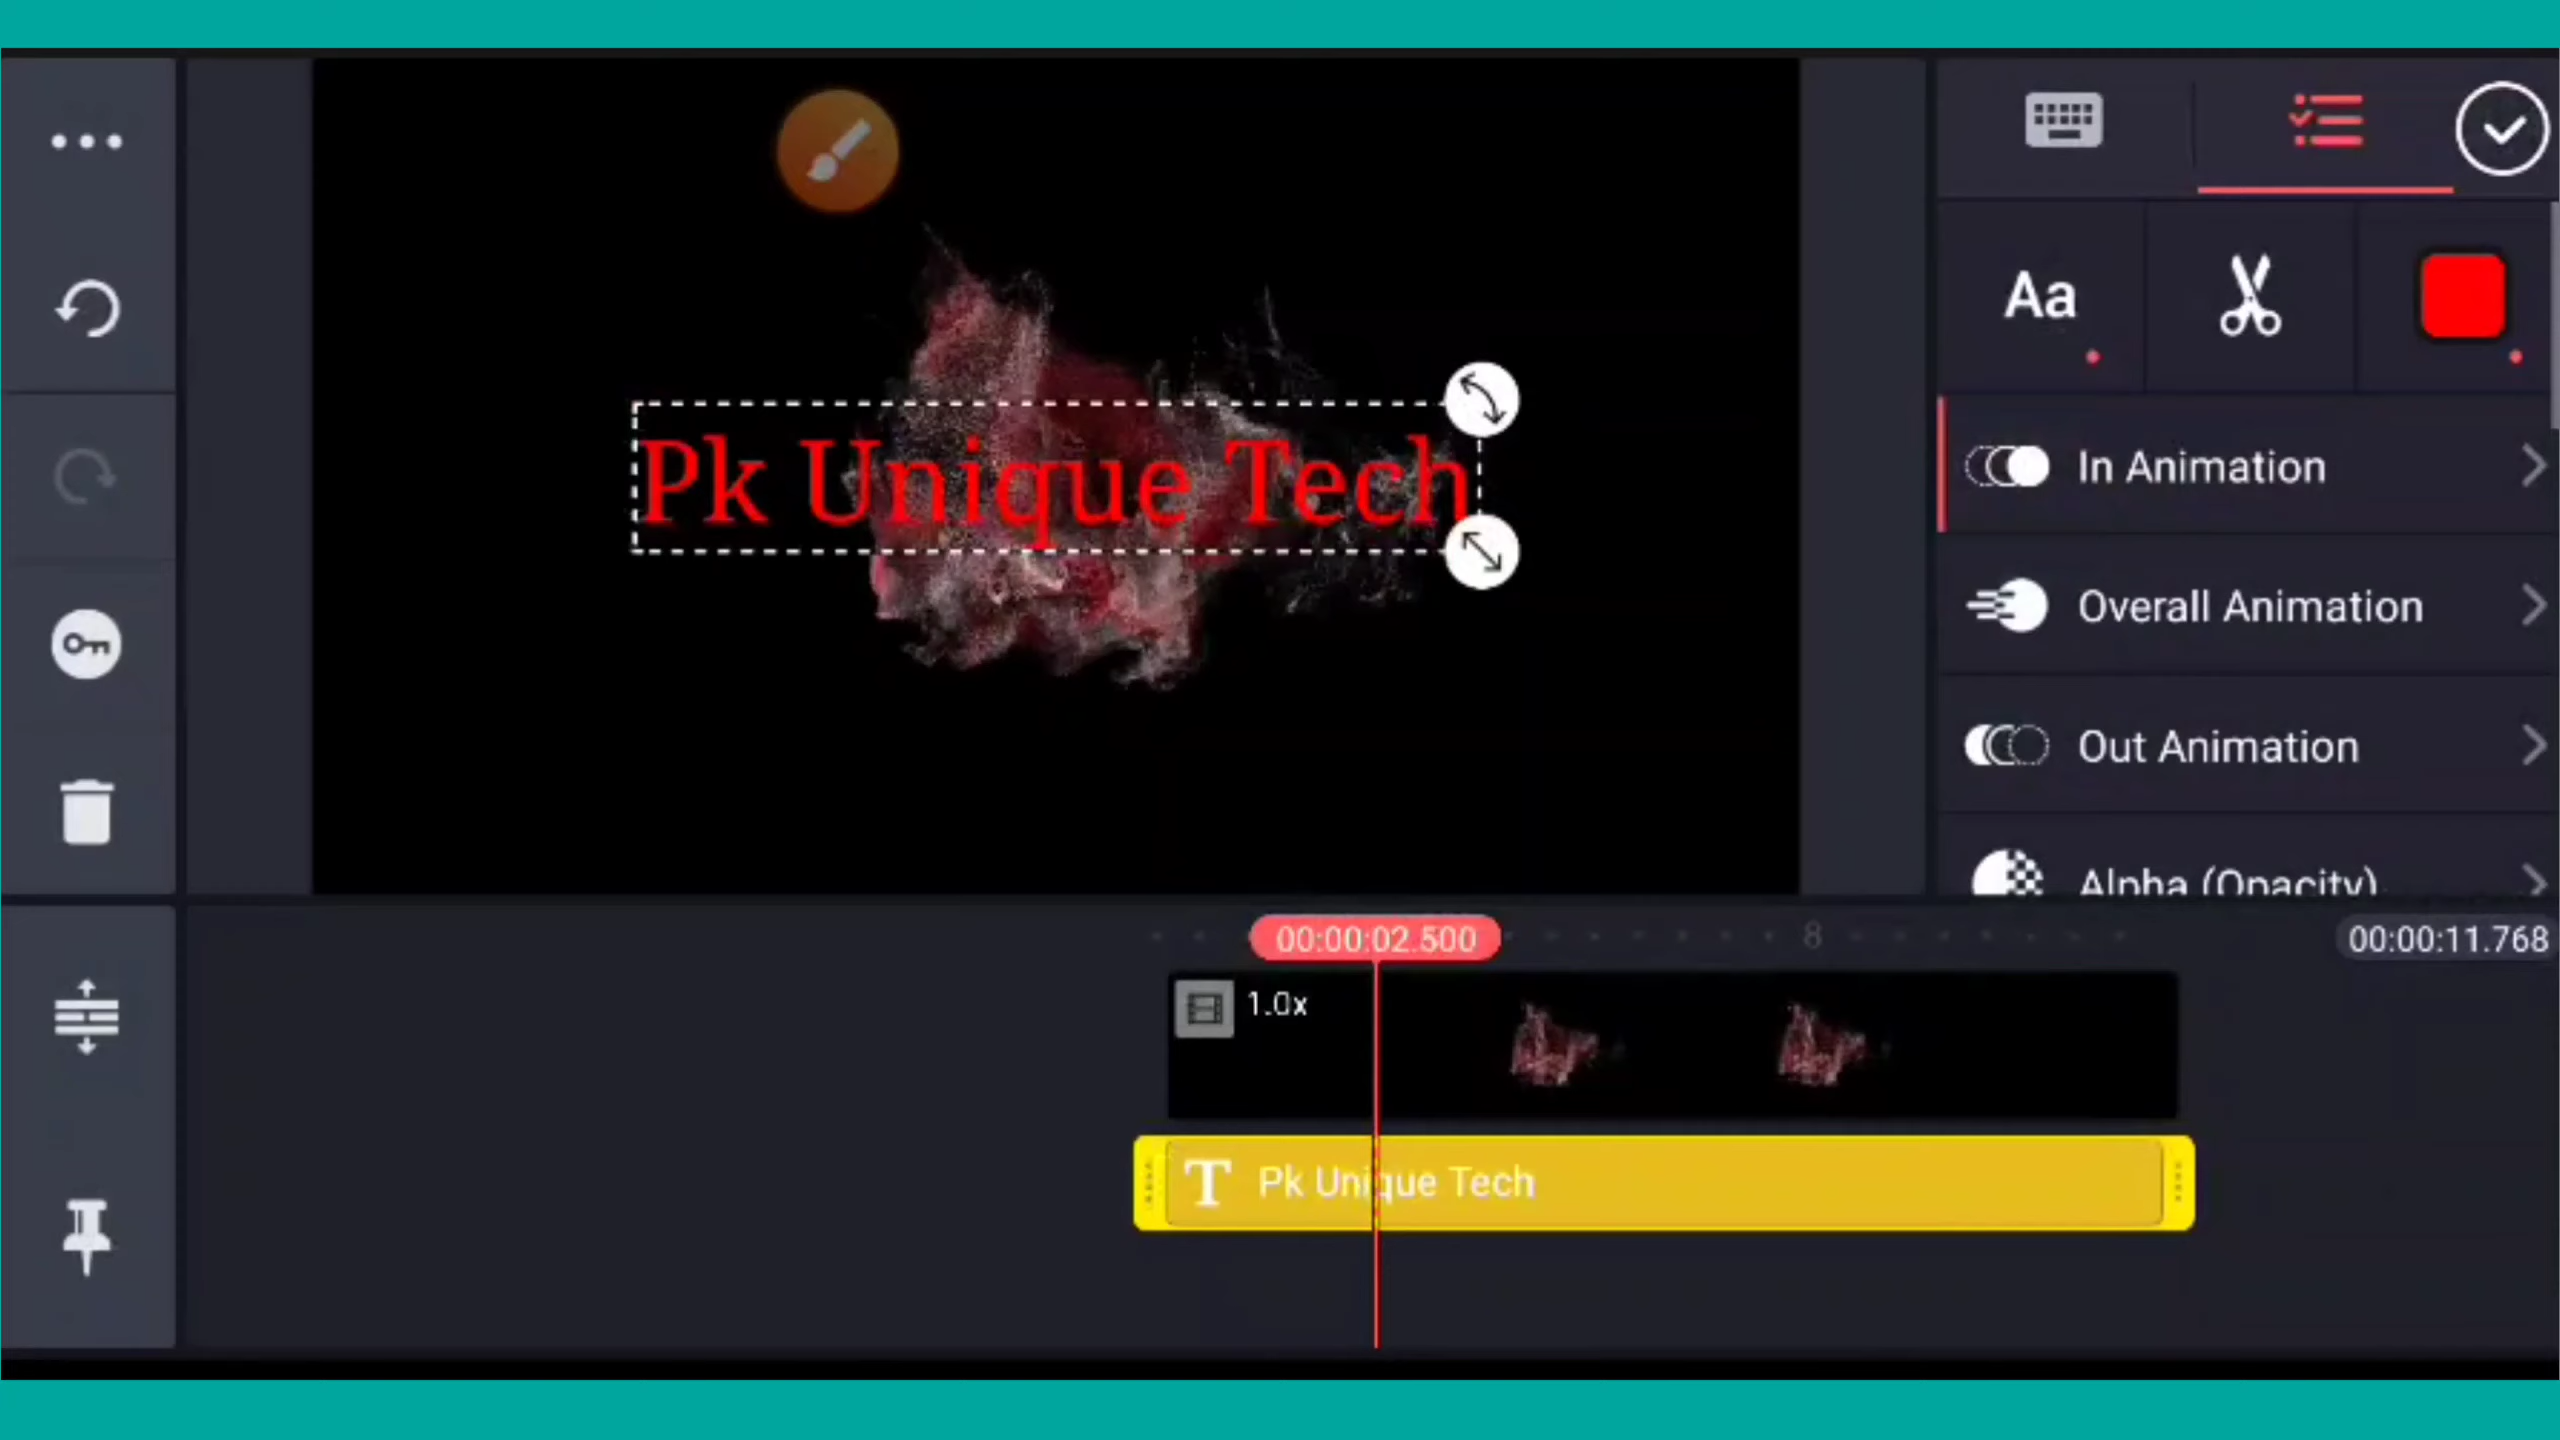 Pk Unique Tech
Aa
In Animation
Overall Animation
Out Animation
Alpha (Opacity)
00:00:02.500
8
00:00:11.768
1.0x
T Pk Unique Tech